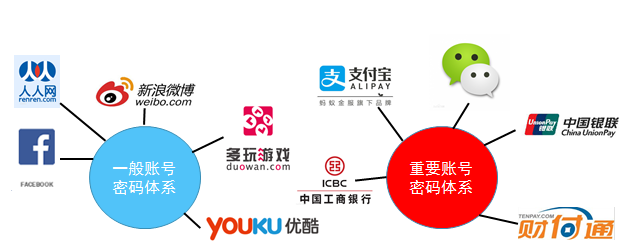 人人网
renren.com
新浪微博
weibo.com
f
FACEBOOK
多玩游戏
duowan.com
一般账号
密码体系
YOUKU 优酷
支付宝
ALIPAY
蚂蚁金服旗下品牌
ICBC
中国工商银行
重要账号
密码体系
UnionPay
银联
中国银联
China UnionPay
TENPAY.COM
财付通